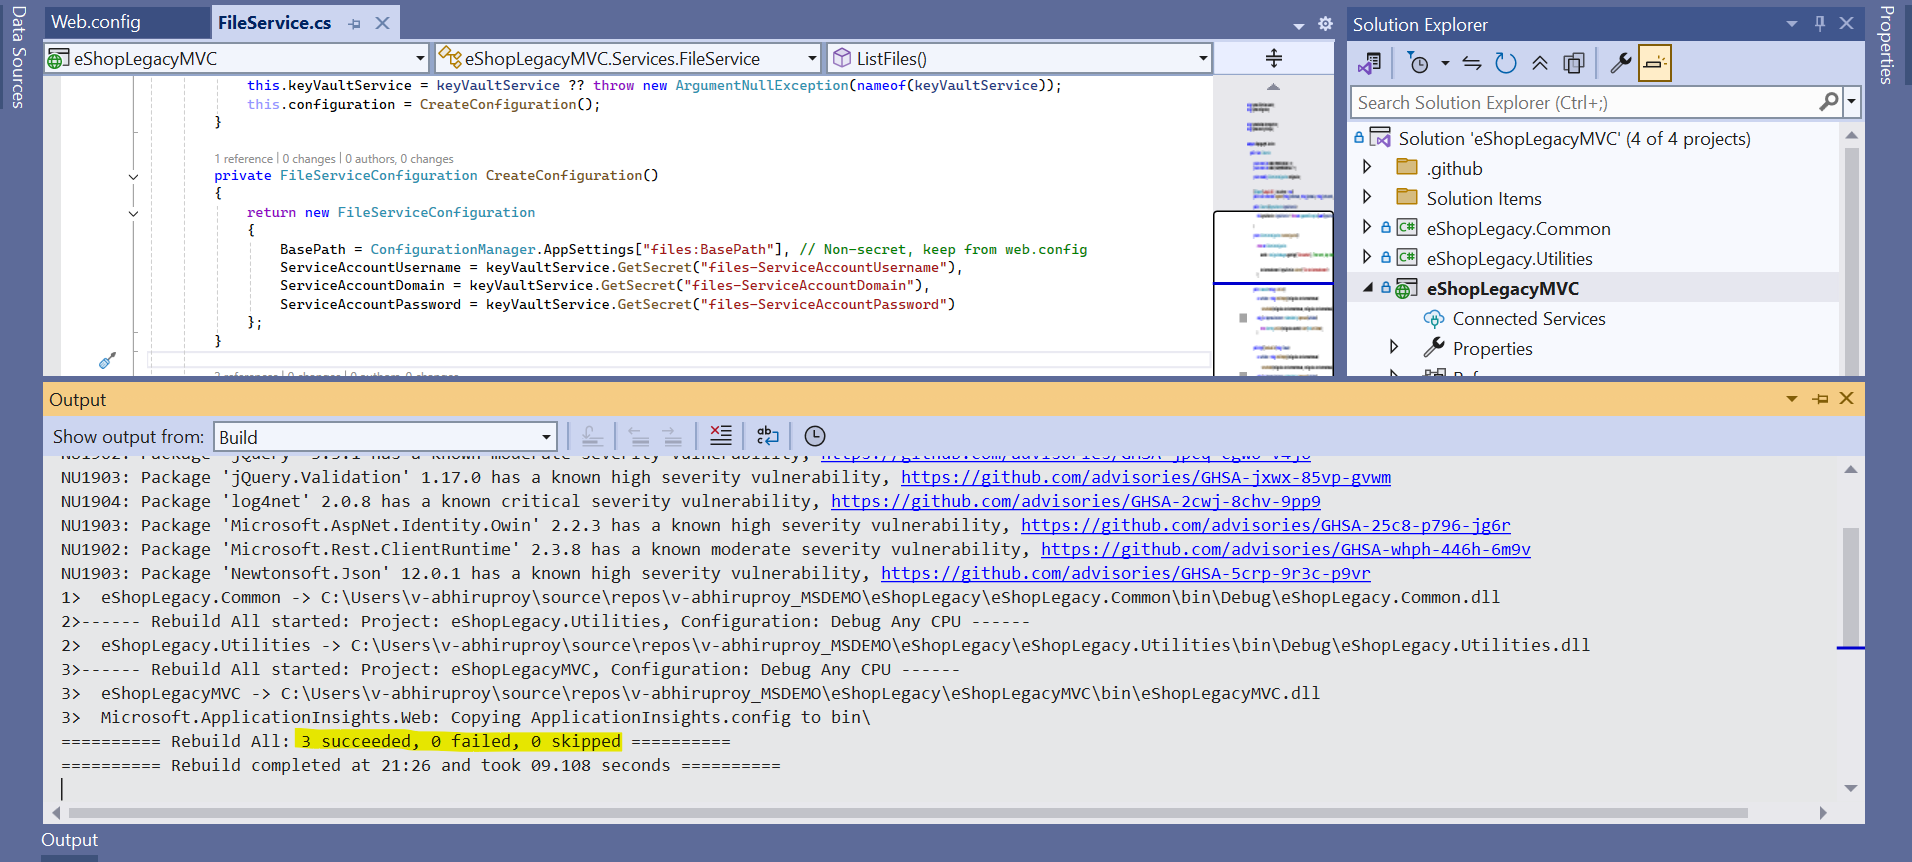 Data Sources
Web.config
FileService.cs
eShopLegacyMVC
eShopLegacyMVC.Services.FileService
ListFiles()
this.keyVaultService = keyVaultService ?? throw new ArgumentNullException(nameof(keyVaultService));
this.configuration = CreateConfiguration();
}
1 reference | 0 changes | 0 authors, 0 changes
private FileServiceConfiguration CreateConfiguration()
{
return new FileServiceConfiguration
{
BasePath = ConfigurationManager.AppSettings["files:BasePath"], // Non-secret, keep from web.config
ServiceAccountUsername = keyVaultService.GetSecret("files-ServiceAccountUsername"),
ServiceAccountDomain = keyVaultService.GetSecret("files-ServiceAccountDomain"),
ServiceAccountPassword = keyVaultService.GetSecret("files-ServiceAccountPassword")
};
}
Solution Explorer
Search Solution Explorer (Ctrl+;)
Solution 'eShopLegacyMVC' (4 of 4 projects)
.github
Solution Items
C# eShopLegacy.Common
C# eShopLegacy.Utilities
eShopLegacyMVC
Connected Services
Properties
Properties
Output
Show output from: Build
NU1903: Package 'jQuery.Validation' 1.17.0 has a known high severity vulnerability, https://github.com/advisories/GHSA-jxwx-85vp-gvwm
NU1904: Package 'log4net' 2.0.8 has a known critical severity vulnerability, https://github.com/advisories/GHSA-2cwj-8chv-9pp9
NU1903: Package 'Microsoft.AspNet.Identity.Owin' 2.2.3 has a known high severity vulnerability, https://github.com/advisories/GHSA-25c8-p796-jg6r
NU1902: Package 'Microsoft.Rest.ClientRuntime' 2.3.8 has a known moderate severity vulnerability, https://github.com/advisories/GHSA-whph-446h-6m9v
NU1903: Package 'Newtonsoft.Json' 12.0.1 has a known high severity vulnerability, https://github.com/advisories/GHSA-5crp-9r3c-p9vr
1>  eShopLegacy.Common -> C:\Users\v-abhiruproy\source\repos\v-abhiruproy_MSDEMO\eShopLegacy\eShopLegacy.Common\bin\Debug\eShopLegacy.Common.dll
2>------ Rebuild All started: Project: eShopLegacy.Utilities, Configuration: Debug Any CPU ------
2>  eShopLegacy.Utilities -> C:\Users\v-abhiruproy\source\repos\v-abhiruproy_MSDEMO\eShopLegacy\eShopLegacy.Utilities\bin\Debug\eShopLegacy.Utilities.dll
3>------ Rebuild All started: Project: eShopLegacyMVC, Configuration: Debug Any CPU ------
3>  eShopLegacyMVC -> C:\Users\v-abhiruproy\source\repos\v-abhiruproy_MSDEMO\eShopLegacy\eShopLegacyMVC\bin\eShopLegacyMVC.dll
3>  Microsoft.ApplicationInsights.Web: Copying ApplicationInsights.config to bin\
========== Rebuild All: 3 succeeded, 0 failed, 0 skipped ==========
========== Rebuild completed at 21:26 and took 09.108 seconds ==========
Output